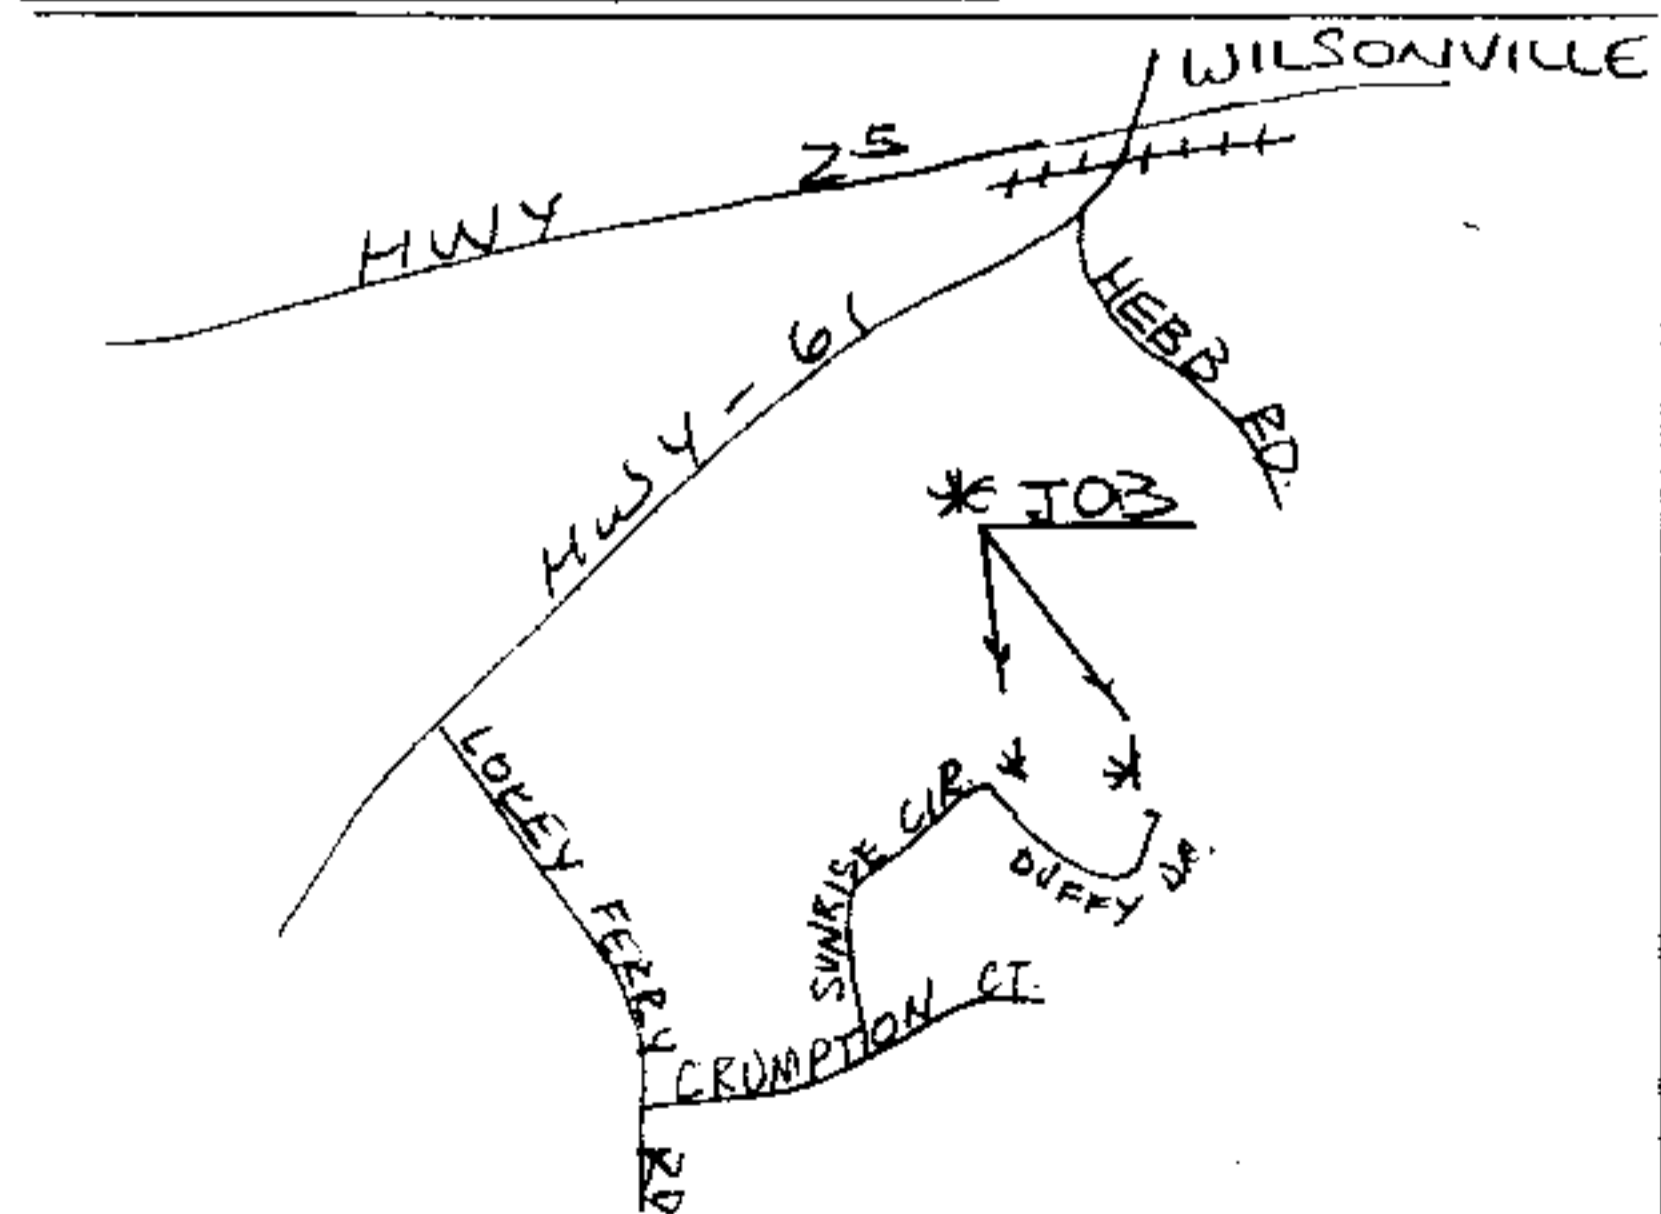 WILSONVILLE
HWY 25
HWY - 61
HEBB RD.
* JOB
LOKEY FERRY RD
SUNRISE CIR.
DUFFY DR.
CRUMPTON CT.